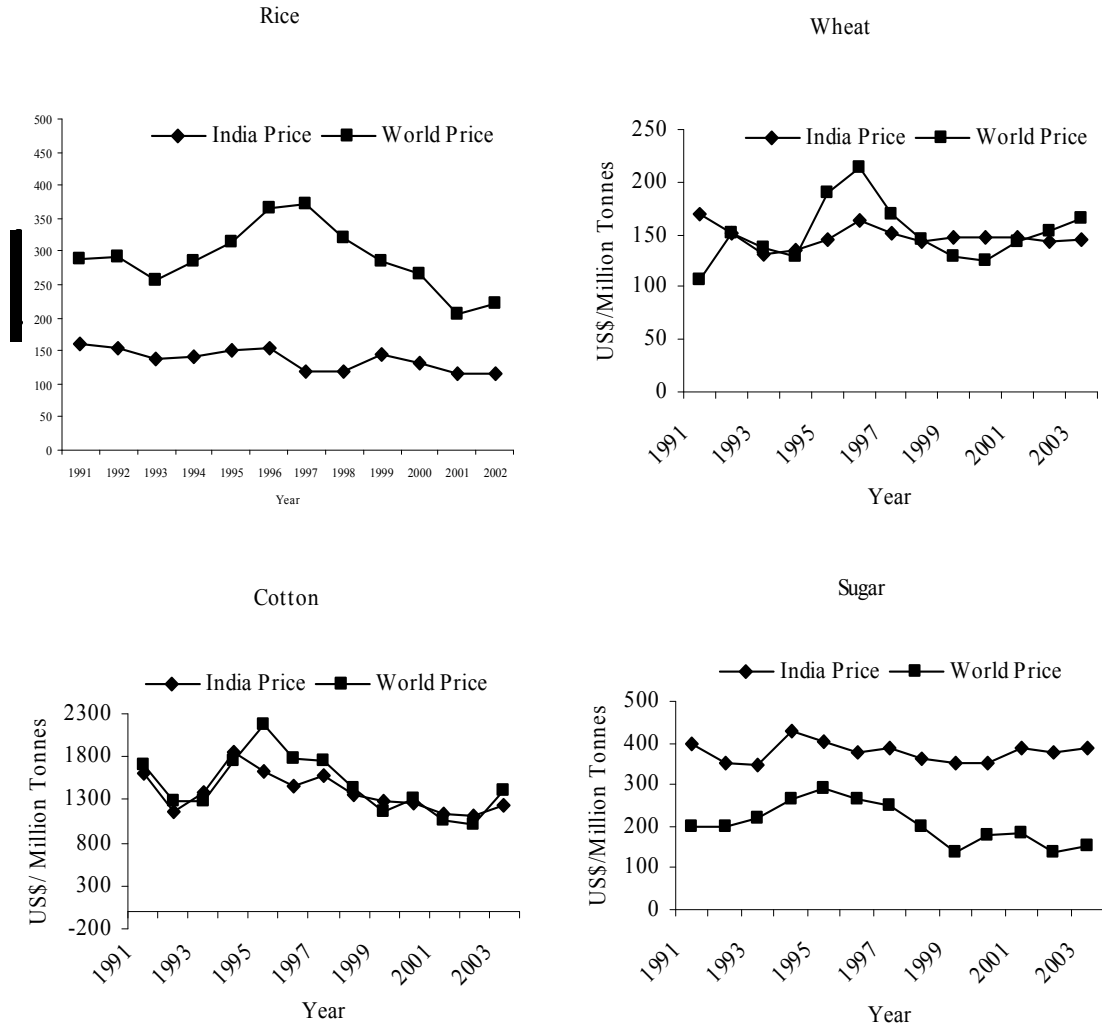 Rice
India Price World Price
500
450
400
350
300
250
200
150
100
50
0
1991 1992 1993 1994 1995 1996 1997 1998 1999 2000 2001 2002
Year
Wheat
India Price World Price
US$/Million Tonnes
250
200
150
100
50
0
1991 1993 1995 1997 1999 2001 2003
Year
Cotton
India Price World Price
US$/ Million Tonnes
2300
1800
1300
800
300
-200
1991 1993 1995 1997 1999 2001 2003
Year
Sugar
India Price World Price
US$/Million Tonnes
500
400
300
200
100
0
1991 1993 1995 1997 1999 2001 2003
Year